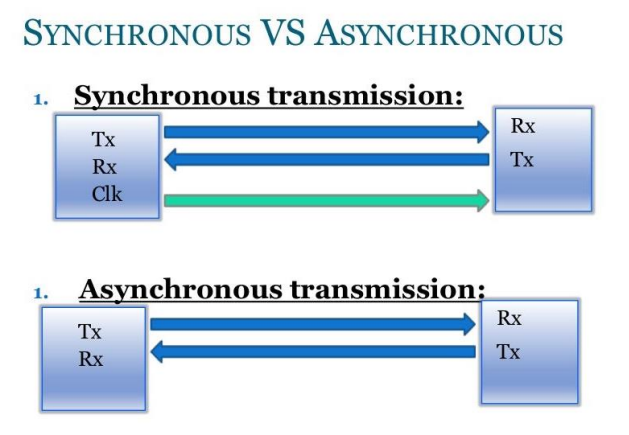 SYNCHRONOUS VS ASYNCHRONOUS
1. Synchronous transmission:
Tx
Rx
Clk
Rx
Tx
1. Asynchronous transmission:
Tx
Rx
Rx
Tx